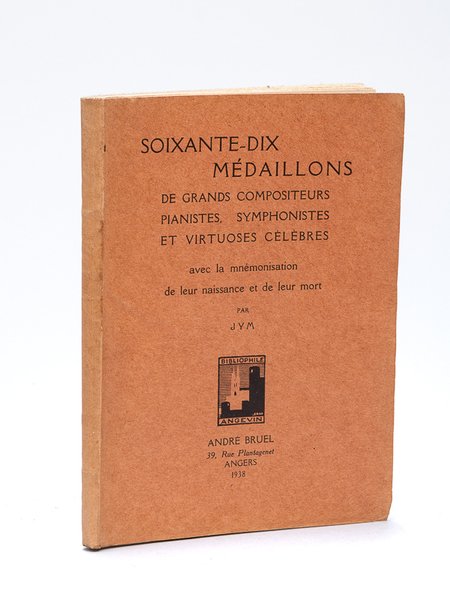 SOIXANTE-DIX
MÉDAILLONS
DE GRANDS COMPOSITEURS
PIANISTES, SYMPHONISTES
ET VIRTUOSES CÉLÈBRES
avec la mnémonisation
de leur naissance et de leur mort
PAR
JYM
BIBLIOPHILE
ANGEVIN
ANDRÉ BRUEL
39, Rue Plantagenet
ANGERS
1938